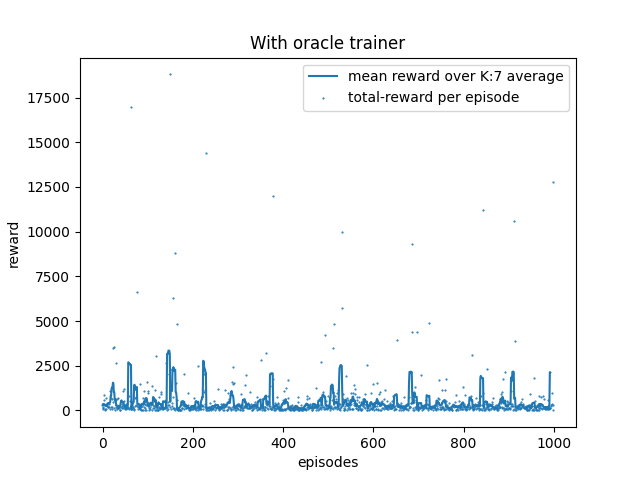 With oracle trainer
mean reward over K:7 average
total-reward per episode
17500
15000
12500
10000
7500
5000
2500
0
reward
0 200 400 600 800 1000
episodes